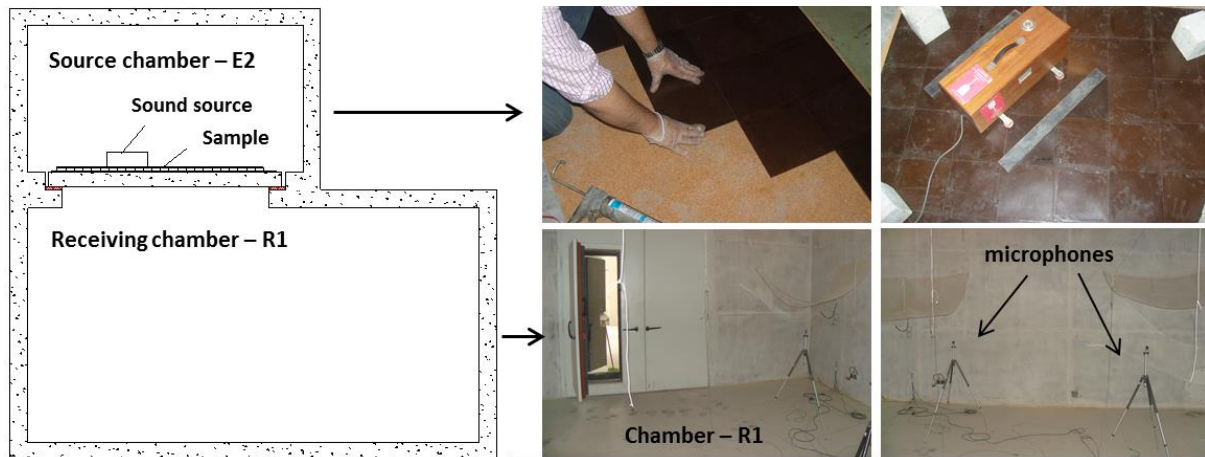 Source chamber – E2
Sound source
Sample
Receiving chamber – R1
microphones
Chamber – R1